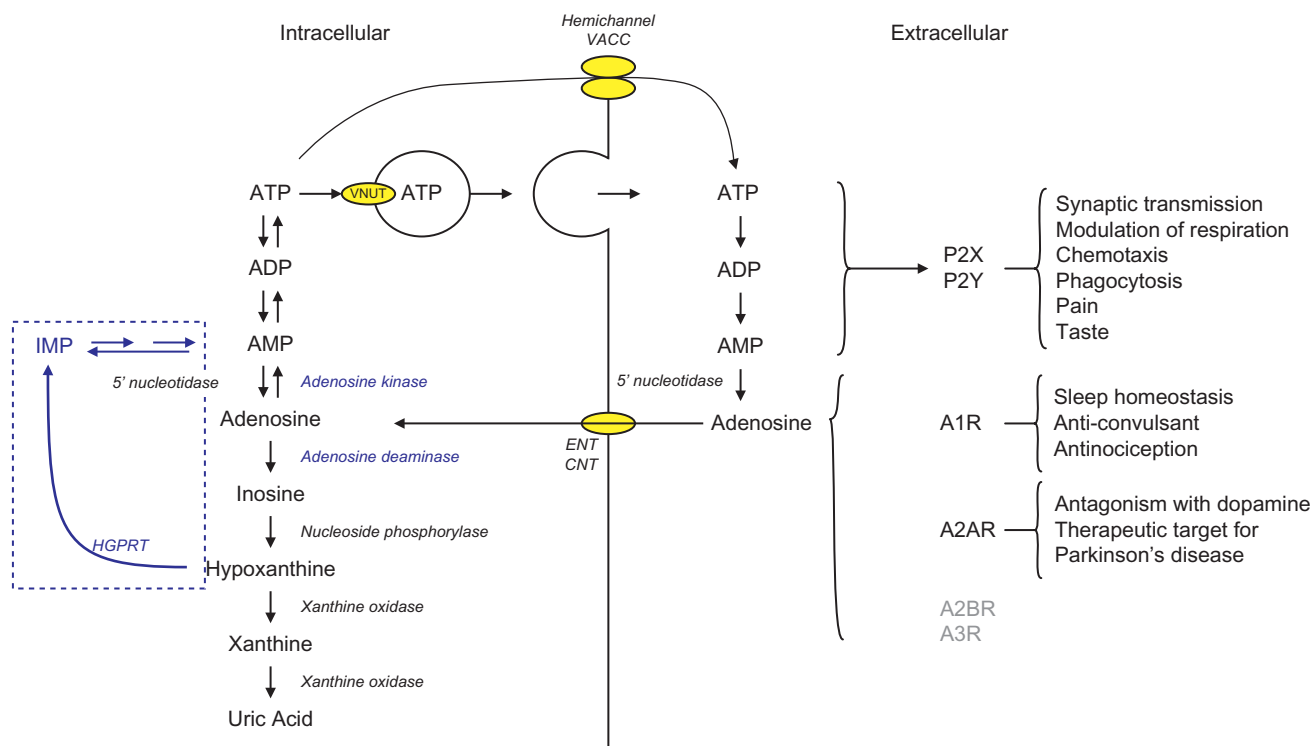 Intracellular
Hemichannel
VACC
Extracellular
ATP
VNUT
ATP
ATP
ADP
ADP
P2X
P2Y
Synaptic transmission
Modulation of respiration
Chemotaxis
Phagocytosis
Pain
Taste
IMP
AMP
AMP
5' nucleotidase
Adenosine kinase
5' nucleotidase
Adenosine
Adenosine
ENT
CNT
A1R
Sleep homeostasis
Anti-convulsant
Antinociception
Adenosine deaminase
Inosine
Nucleoside phosphorylase
A2AR
Antagonism with dopamine
Therapeutic target for
Parkinson’s disease
HGPRT
Hypoxanthine
Xanthine oxidase
A2BR
A3R
Xanthine
Xanthine oxidase
Uric Acid